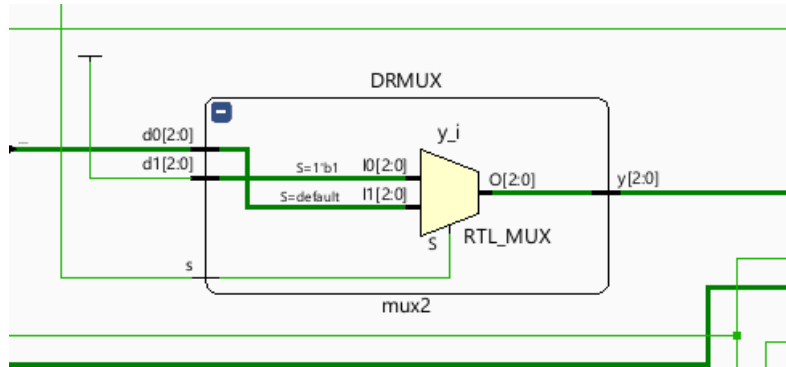 DRMUX
y_i
d0[2:0]
d1[2:0]
S=1'b1
I0[2:0]
S=default
I1[2:0]
O[2:0]
y[2:0]
S
RTL_MUX
s
mux2